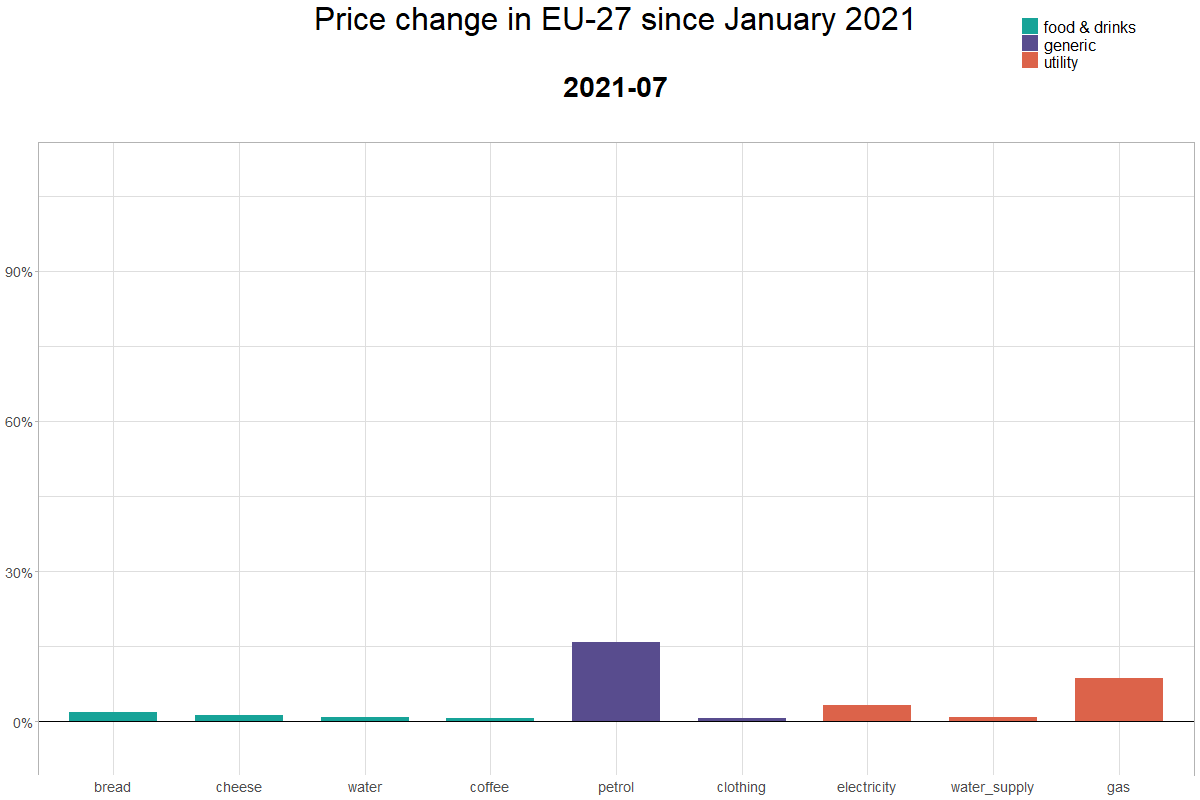 Price change in EU-27 since January 2021
food & drinks
generic
utility
2021-07
90%
60%
30%
0%
bread cheese water coffee petrol clothing electricity water_supply gas